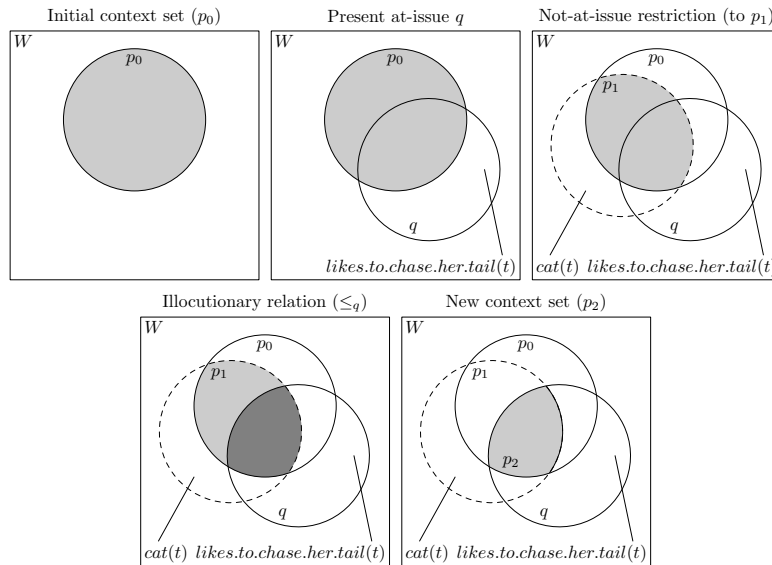 Initial context set (p₀)
W
p₀
Present at-issue q
W
p₀
q
likes.to.chase.her.tail(t)
Not-at-issue restriction (to p₁)
W
p₀
p₁
q
cat(t) likes.to.chase.her.tail(t)
Illocutionary relation (≤q)
W
p₀
p₁
q
cat(t) likes.to.chase.her.tail(t)
New context set (p₂)
W
p₀
p₁
p₂
q
cat(t) likes.to.chase.her.tail(t)